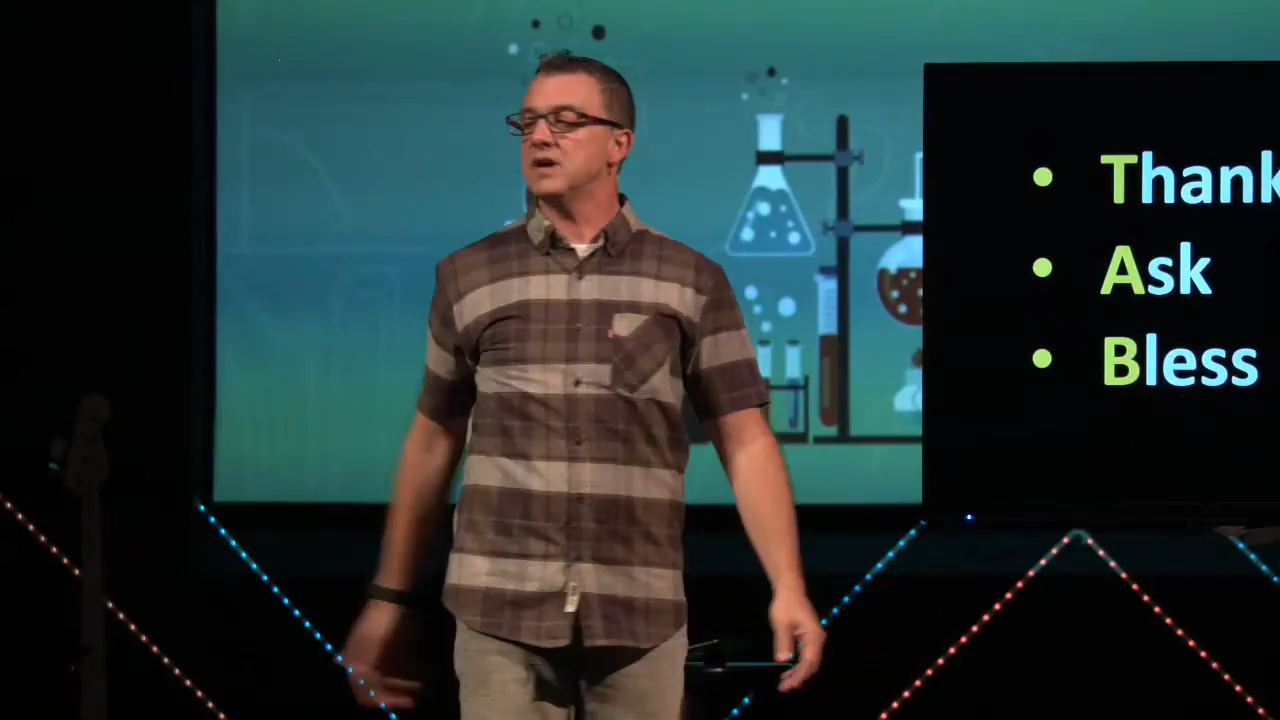 • Thank
• Ask
• Bless